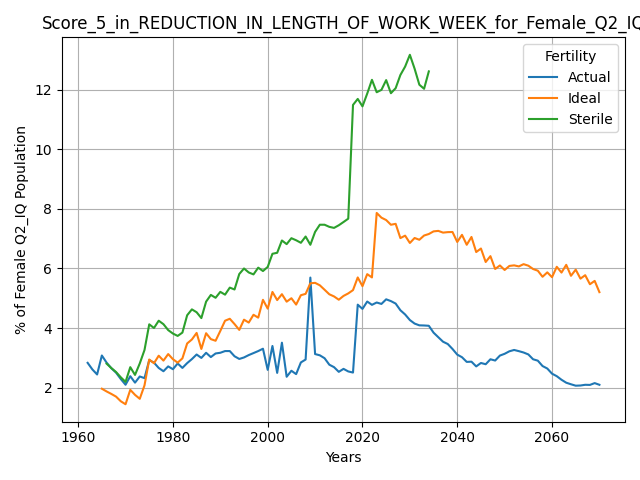 Score_5_in_REDUCTION_IN_LENGTH_OF_WORK_WEEK_for_Female_Q2_IQ
Fertility
Actual
Ideal
Sterile
% of Female Q2_IQ Population
12
10
8
6
4
2
1960
1980
2000
2020
2040
2060
Years